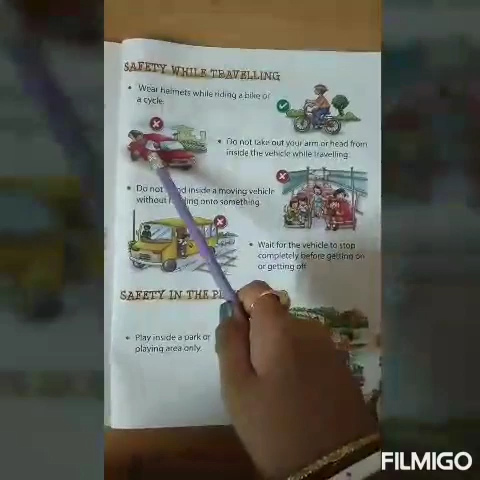 SAFETY WHILE TRAVELLING
• Wear helmets while riding a bike or
a cycle.
• Do not take out your arm or head from
inside the vehicle while travelling.
• Do not inside a moving vehicle
without onto something.
• Wait for the vehicle to stop
completely before getting on
or getting off.
SAFETY IN THE
• Play inside a park or
playing area only.
FILMIGO